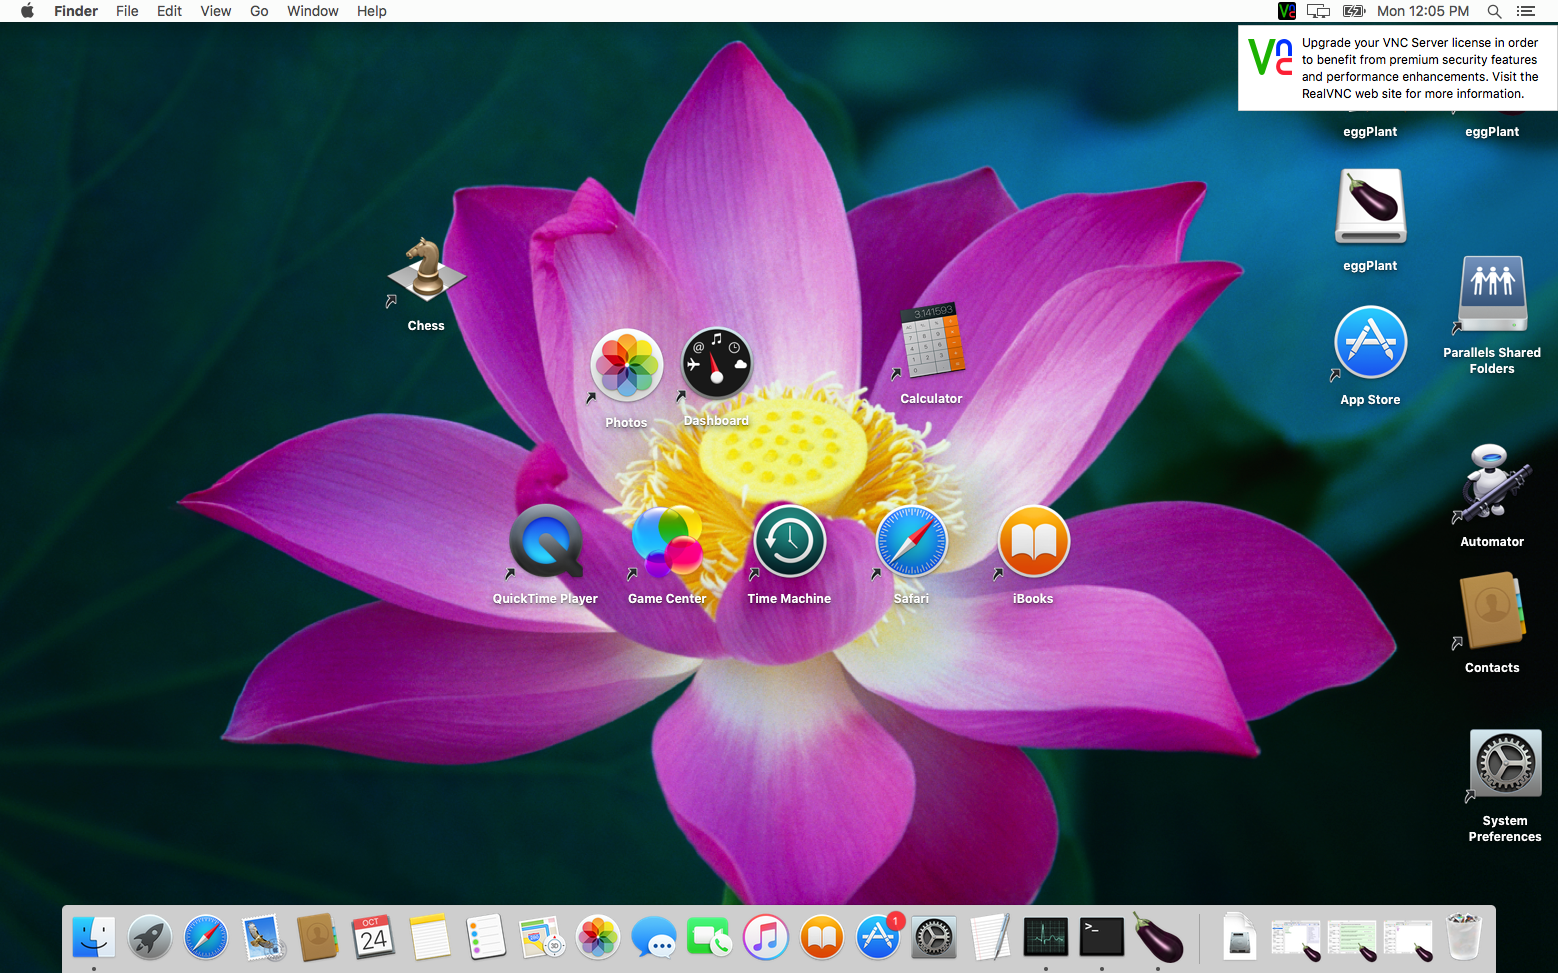 Finder File Edit View Go Window Help
Mon 12:05 PM
Upgrade your VNC Server license in order
to benefit from premium security features
and performance enhancements. Visit the
RealVNC web site for more information.
eggPlant
eggPlant
eggPlant
Chess
3.141593
Photos
Dashboard
Calculator
App Store
Parallels Shared
Folders
QuickTime Player
Game Center
Time Machine
Safari
iBooks
Automator
Contacts
System
Preferences
OCT
24
3D
1